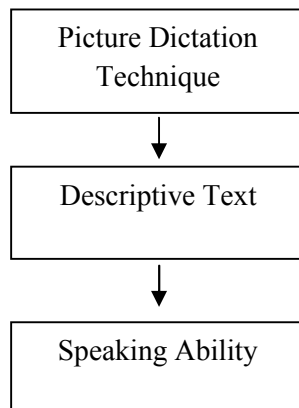 Picture Dictation
Technique
Descriptive Text
Speaking Ability